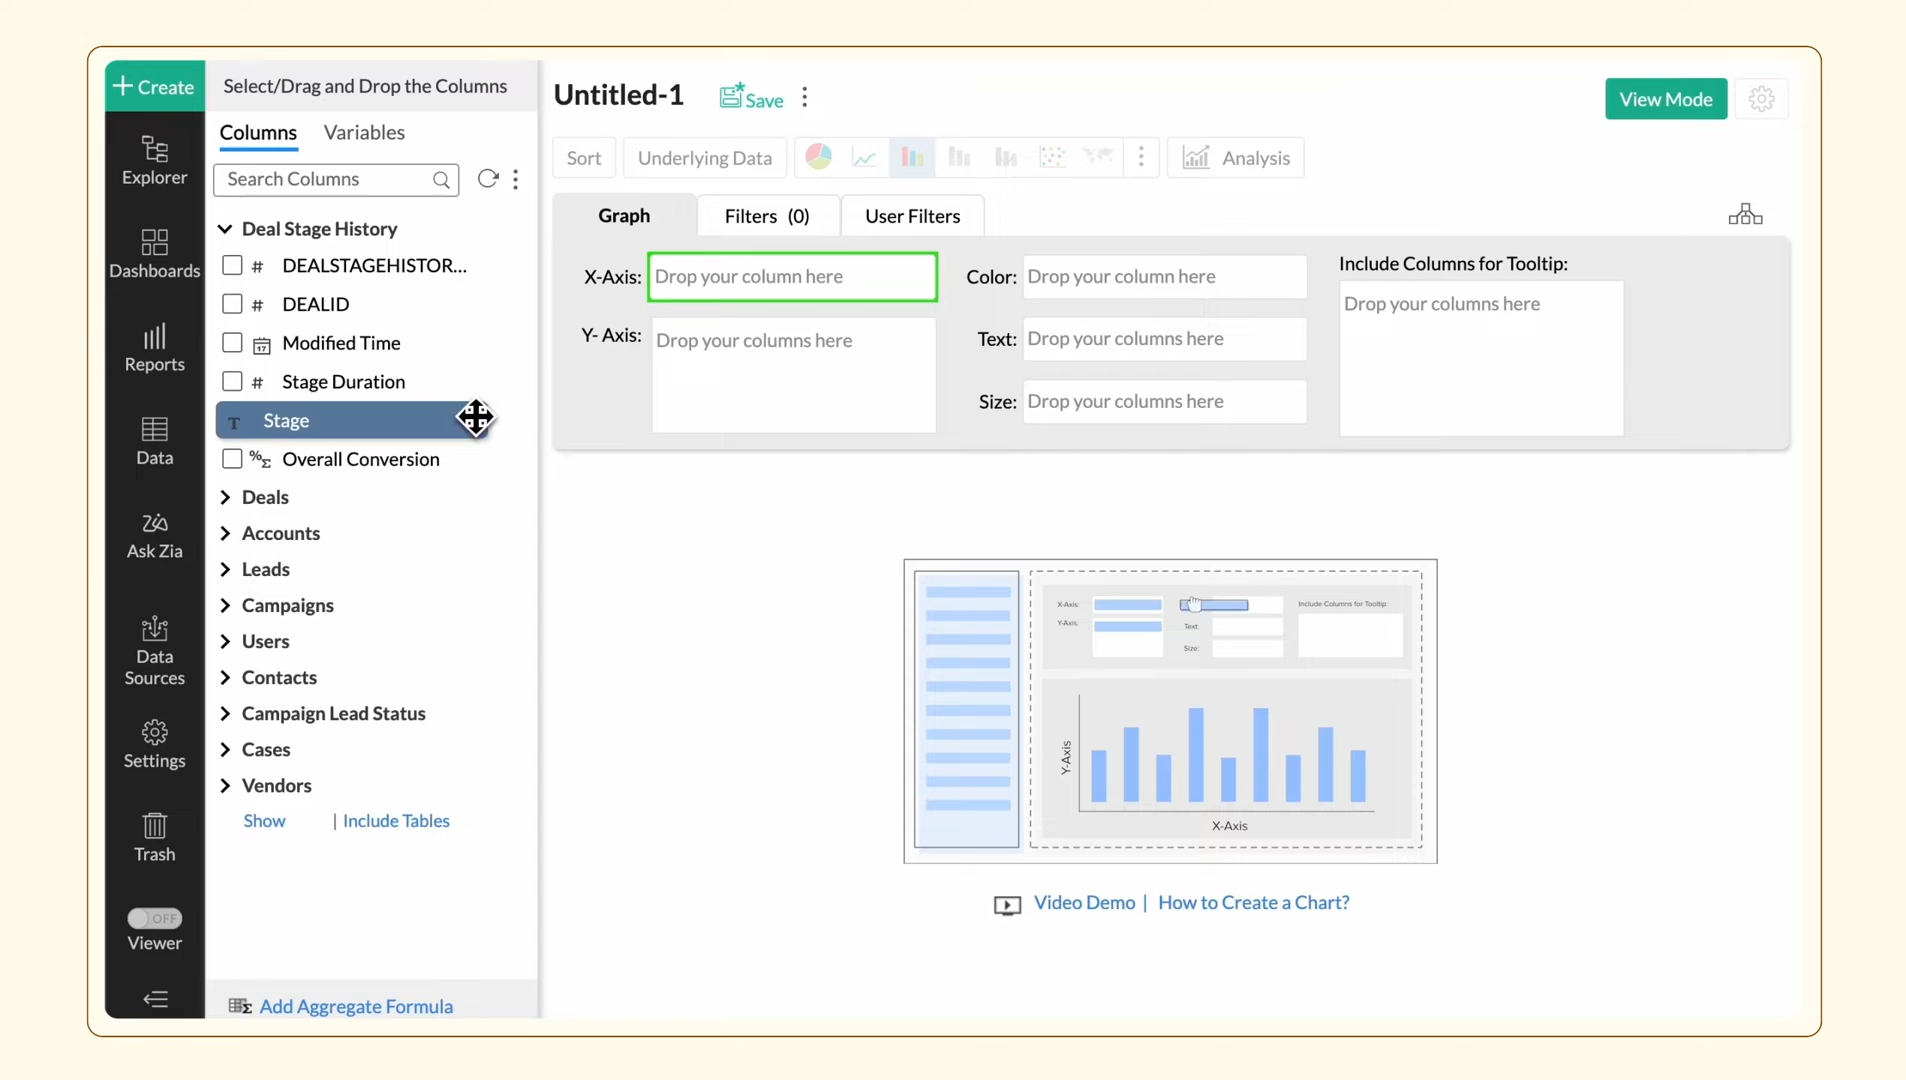 + Create
Explorer
Dashboards
Reports
Data
Ask Zia
Data
Sources
Settings
Trash
OFF
Viewer
Select/Drag and Drop the Columns
Columns
Variables
Search Columns
Deal Stage History
# DEALSTAGEHISTOR...
# DEALID
17 Modified Time
# Stage Duration
T Stage
%Σ Overall Conversion
Deals
Accounts
Leads
Campaigns
Users
Contacts
Campaign Lead Status
Cases
Vendors
Show | Include Tables
Σ Add Aggregate Formula
Untitled-1
Save
View Mode
Sort
Underlying Data
Analysis
Graph
Filters (0)
User Filters
X-Axis: Drop your column here
Y- Axis: Drop your columns here
Color: Drop your column here
Text: Drop your columns here
Size: Drop your columns here
Include Columns for Tooltip:
Drop your columns here
X-Axis:
Y-Axis:
Text:
Size:
Include Columns for Tooltip:
Y-Axis
X-Axis
Video Demo | How to Create a Chart?